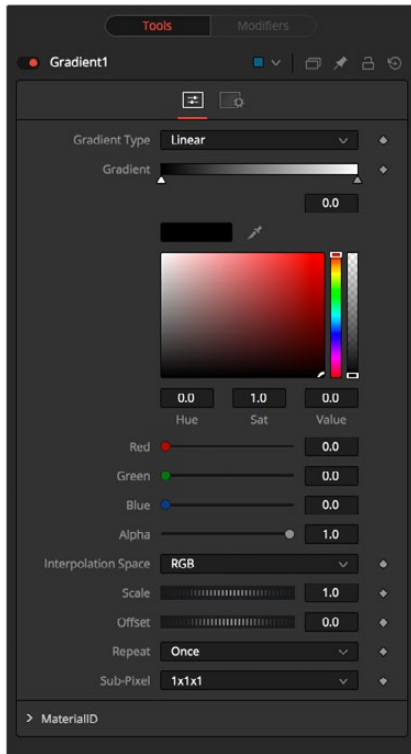 Tools Modifiers
Gradient1
Gradient Type Linear
Gradient
0.0
0.0 1.0 0.0
Hue Sat Value
Red 0.0
Green 0.0
Blue 0.0
Alpha 1.0
Interpolation Space RGB
Scale 1.0
Offset 0.0
Repeat Once
Sub-Pixel 1x1x1
MaterialID